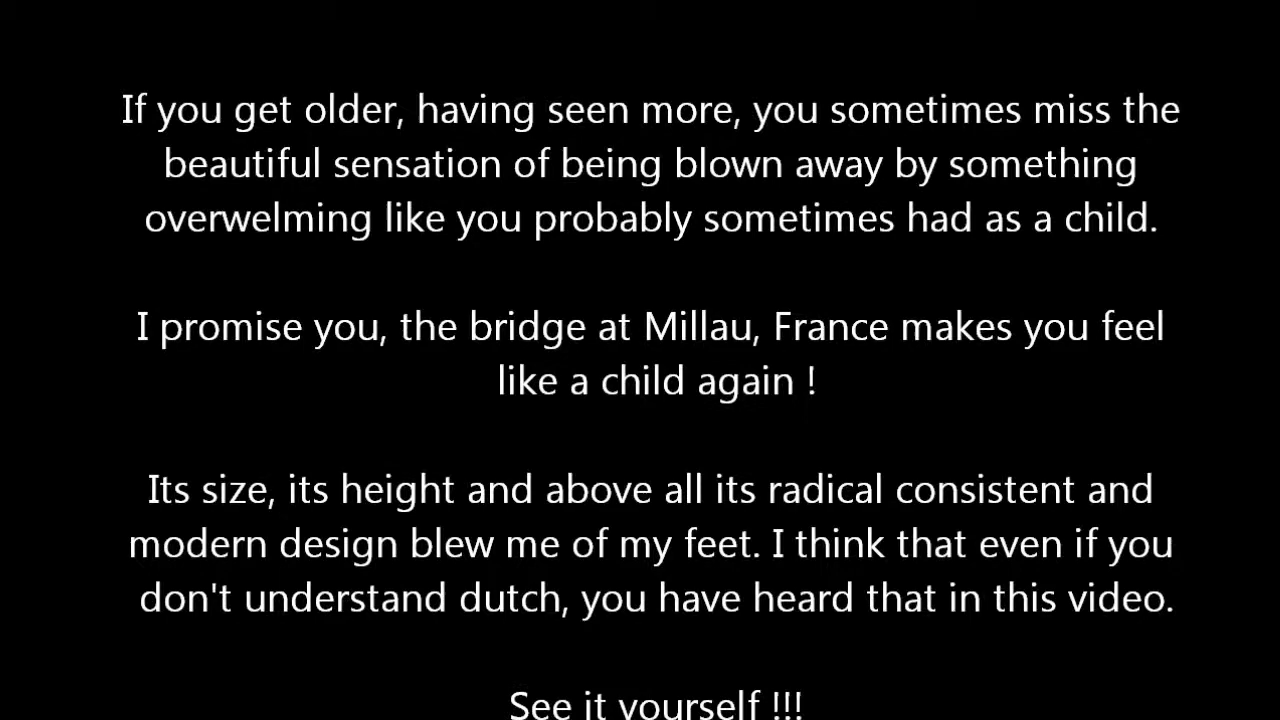 If you get older, having seen more, you sometimes miss the
beautiful sensation of being blown away by something
overwelming like you probably sometimes had as a child.
I promise you, the bridge at Millau, France makes you feel
like a child again !
Its size, its height and above all its radical consistent and
modern design blew me of my feet. I think that even if you
don't understand dutch, you have heard that in this video.
See it yourself !!!